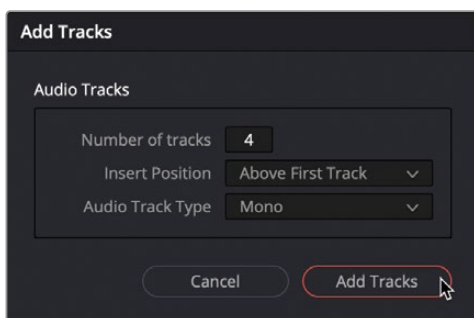 Add Tracks
Audio Tracks
Number of tracks 4
Insert Position Above First Track
Audio Track Type Mono
Cancel Add Tracks